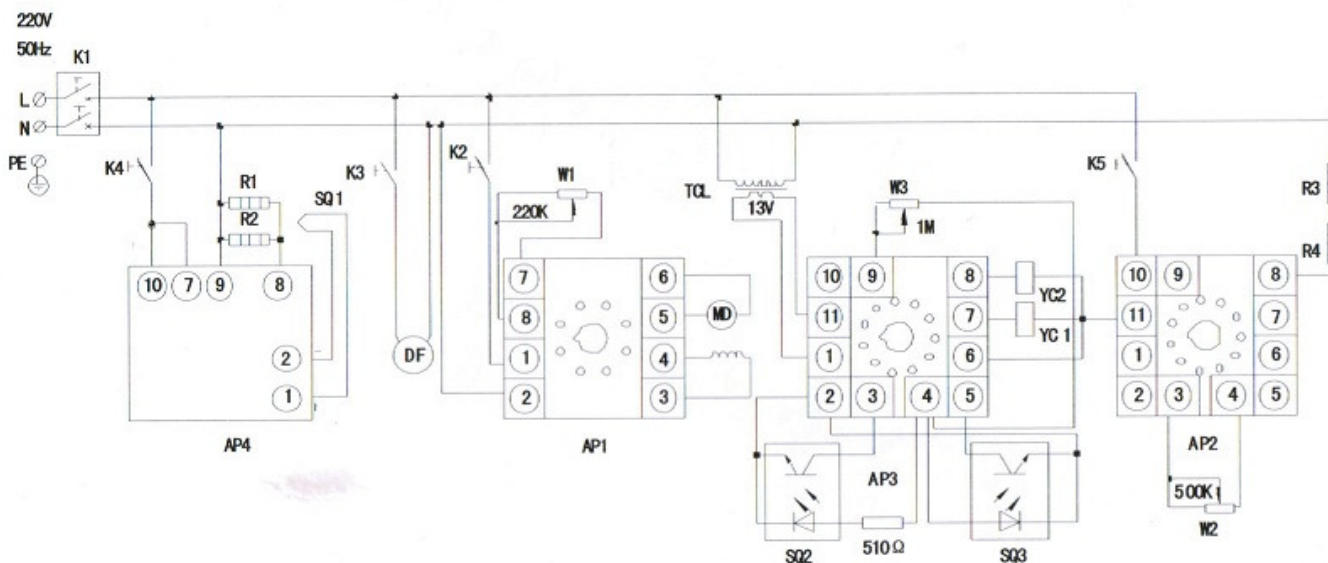 220V
50Hz
K1
L
N
PE
K4
R1
R2
SQ1
K3
K2
W1
220K
TCL
13V
W3
1M
K5
R3
R4
10 7 9 8
2
1
AP4
DF
7 6
8 5
1 4
2 3
MD
AP1
10 9 8
11 7
1 6
2 3 4 5
YC2
YC1
AP3
510Ω
SQ2
SQ3
10 9 8
11 7
1 6
2 3 4 5
AP2
500K
W2